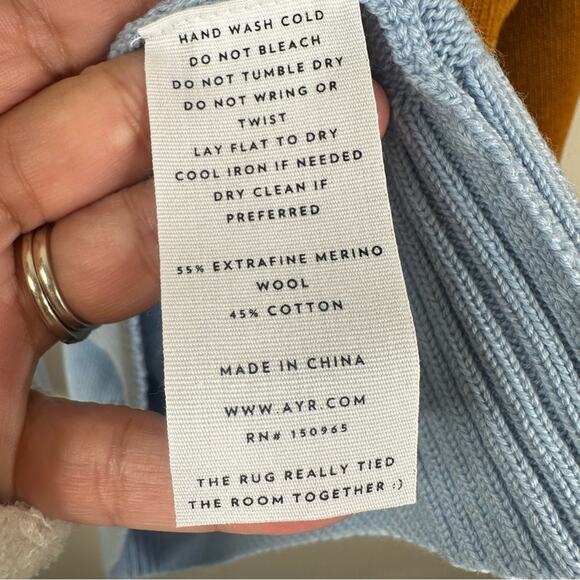 HAND WASH COLD
DO NOT BLEACH
DO NOT TUMBLE DRY
DO NOT WRING OR
TWIST
LAY FLAT TO DRY
COOL IRON IF NEEDED
DRY CLEAN IF
PREFERRED
55% EXTRAFINE MERINO
WOOL
45% COTTON
MADE IN CHINA
WWW.AYR.COM
RN# 150965
THE RUG REALLY TIED
THE ROOM TOGETHER :)